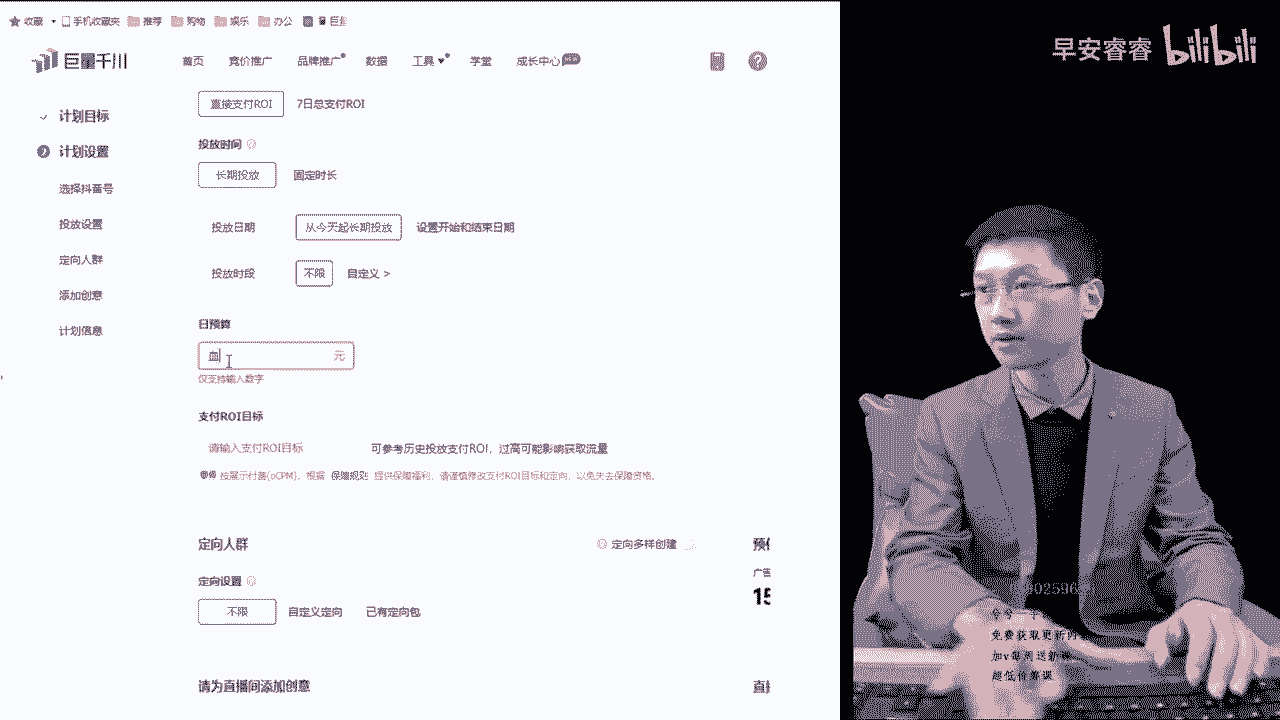 收藏 手机收藏夹 推荐 购物 娱乐 办公
早安睿睿 bilibili
巨量千川 首页 竞价推广 品牌推广 数据 工具 学堂 成长中心 NEW
直接支付ROI 7日总支付ROI
计划目标
投放时间
计划设置
长期投放 固定时长
选择抖音号
投放设置
投放日期 从今天起长期投放 设置开始和结束日期
定向人群
投放时段 不限 自定义 >
添加创意
日预算
计划信息
元
仅支持输入数字
支付ROI目标
请输入支付ROI目标 可参考历史投放支付ROI，过高可能影响获取流量
按展示付费(oCPM)，根据 保障规则 提供保障福利，请谨慎修改支付ROI目标和定向，以免失去保障资格。
定向人群 定向多样创建
定向设置
广告
15
不限 自定义定向 已有定向包
602596
免费获取更新
加v每周送新课
超低价筹课
请为直播间添加创意